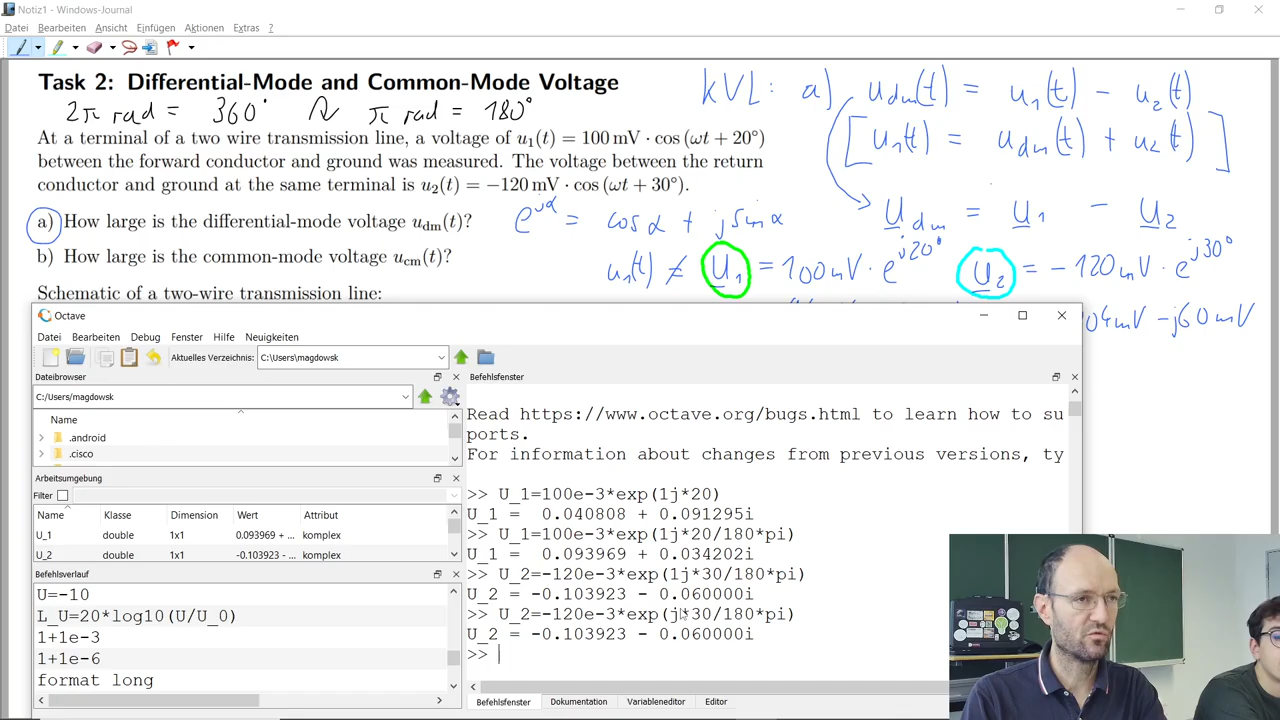 Notiz1 - Windows-Journal
Datei Bearbeiten Ansicht Einfügen Aktionen Extras ?
Task 2: Differential-Mode and Common-Mode Voltage
2π rad = 360° ~ π rad = 180°
At a terminal of a two wire transmission line, a voltage of u₁(t) = 100 mV · cos (ωt + 20°)
between the forward conductor and ground was measured. The voltage between the return
conductor and ground at the same terminal is u₂(t) = −120 mV · cos (ωt + 30°).
a) How large is the differential-mode voltage u_dm(t)?
b) How large is the common-mode voltage u_cm(t)?
Schematic of a two-wire transmission line:
KVL: a) u_dm(t) = u₁(t) − u₂(t)
[u₁(t) = u_dm(t) + u₂(t)]
U_dm = U₁ − U₂
e^jα = cos α + j sin α
u₁(t) ≠ U₁ = 100mV · e^j20° U₂ = −120mV · e^j30°
04mV −j60mV
Octave
Datei Bearbeiten Debug Fenster Hilfe Neuigkeiten
Aktuelles Verzeichnis: C:\Users\magdowsk
Dateibrowser
C:/Users/magdowsk
Name
.android
.cisco
Arbeitsumgebung
Filter
Name Klasse Dimension Wert Attribut
U_1 double 1x1 0.093969 + ... komplex
U_2 double 1x1 -0.103923 - ... komplex
Befehlsverlauf
U=-10
L_U=20*log10(U/U_0)
1+1e-3
1+1e-6
format long
Befehlsfenster
Read https://www.octave.org/bugs.html to learn how to su
ports.
For information about changes from previous versions, ty
>> U_1=100e-3*exp(1j*20)
U_1 = 0.040808 + 0.091295i
>> U_1=100e-3*exp(1j*20/180*pi)
U_1 = 0.093969 + 0.034202i
>> U_2=-120e-3*exp(1j*30/180*pi)
U_2 = -0.103923 - 0.060000i
>> U_2=-120e-3*exp(j*30/180*pi)
U_2 = -0.103923 - 0.060000i
>>
Befehlsfenster Dokumentation Variableneditor Editor